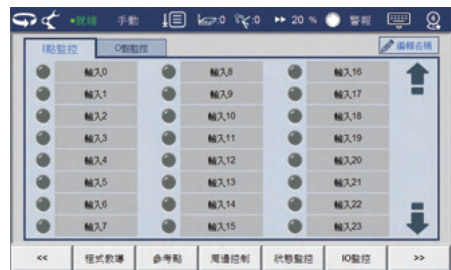 •就緒 手動 :0 :0 20 % 警報
I點監控 O點監控 編輯名稱
輸入0 輸入8 輸入16
輸入1 輸入9 輸入17
輸入2 輸入10 輸入18
輸入3 輸入11 輸入19
輸入4 輸入12 輸入20
輸入5 輸入13 輸入21
輸入6 輸入14 輸入22
輸入7 輸入15 輸入23
<< 程式教導 參考點 周邊控制 狀態監控 IO監控 >>